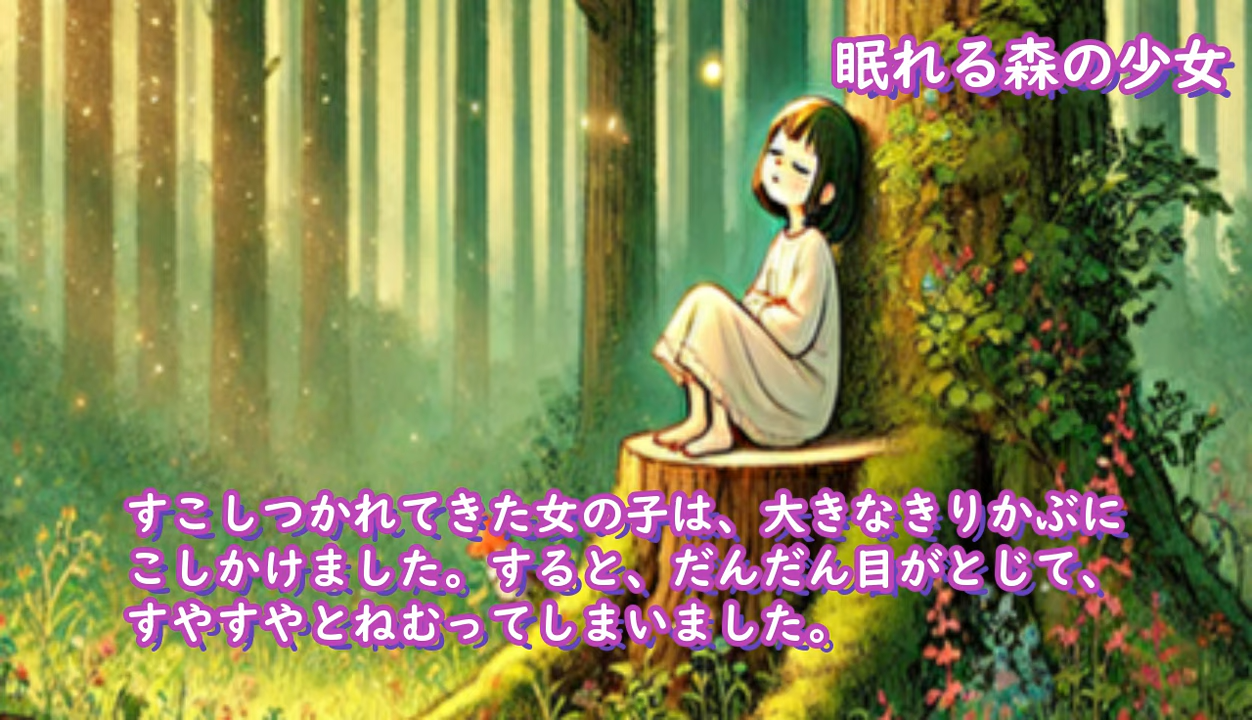 眠れる森の少女
すこしつかれてきた女の子は、大きなきりかぶに
こしかけました。すると、だんだん目がとじて、
すやすやとねむってしまいました。